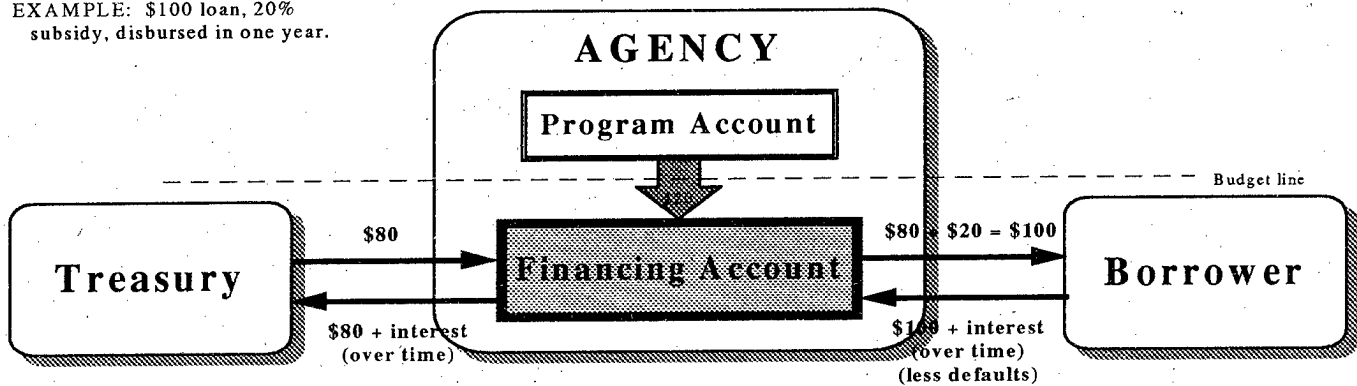 EXAMPLE: $100 loan, 20%
subsidy, disbursed in one year.
AGENCY
Program Account
Budget line
$80
$80 + $20 = $100
Treasury
Financing Account
Borrower
$80 + interest
(over time)
$100 + interest
(over time)
(less defaults)